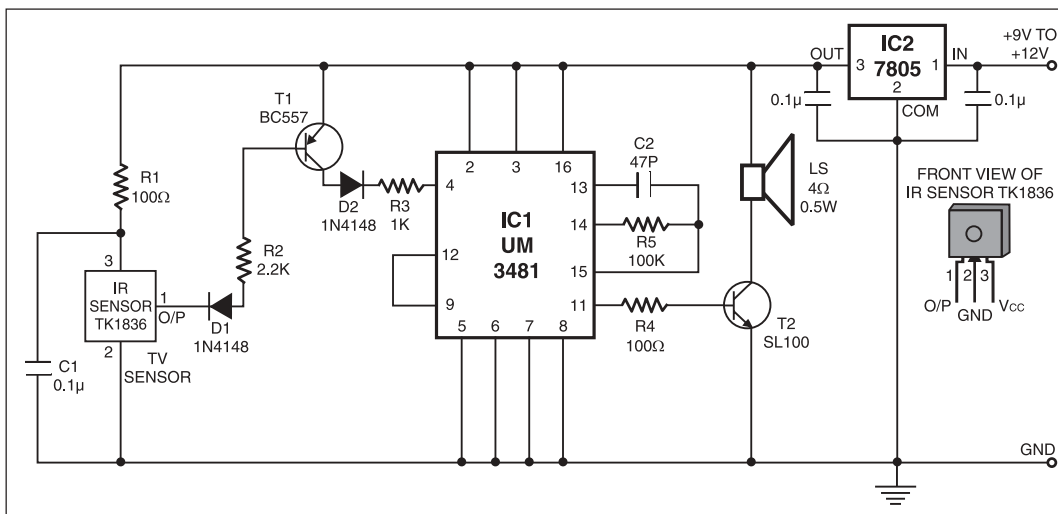 IC2
7805
OUT
3
1
IN
2
COM
+9V TO
+12V
0.1µ
0.1µ
T1
BC557
R1
100Ω
2
3
16
C2
47P
LS
4Ω
0.5W
FRONT VIEW OF
IR SENSOR TK1836
4
13
D2
1N4148
R3
1K
IC1
UM
3481
14
R5
100K
R2
2.2K
12
15
3
IR
SENSOR
TK1836
1
O/P
D1
1N4148
9
11
R4
100Ω
T2
SL100
1
2
3
O/P
GND
VCC
2
TV
SENSOR
C1
0.1µ
5
6
7
8
GND